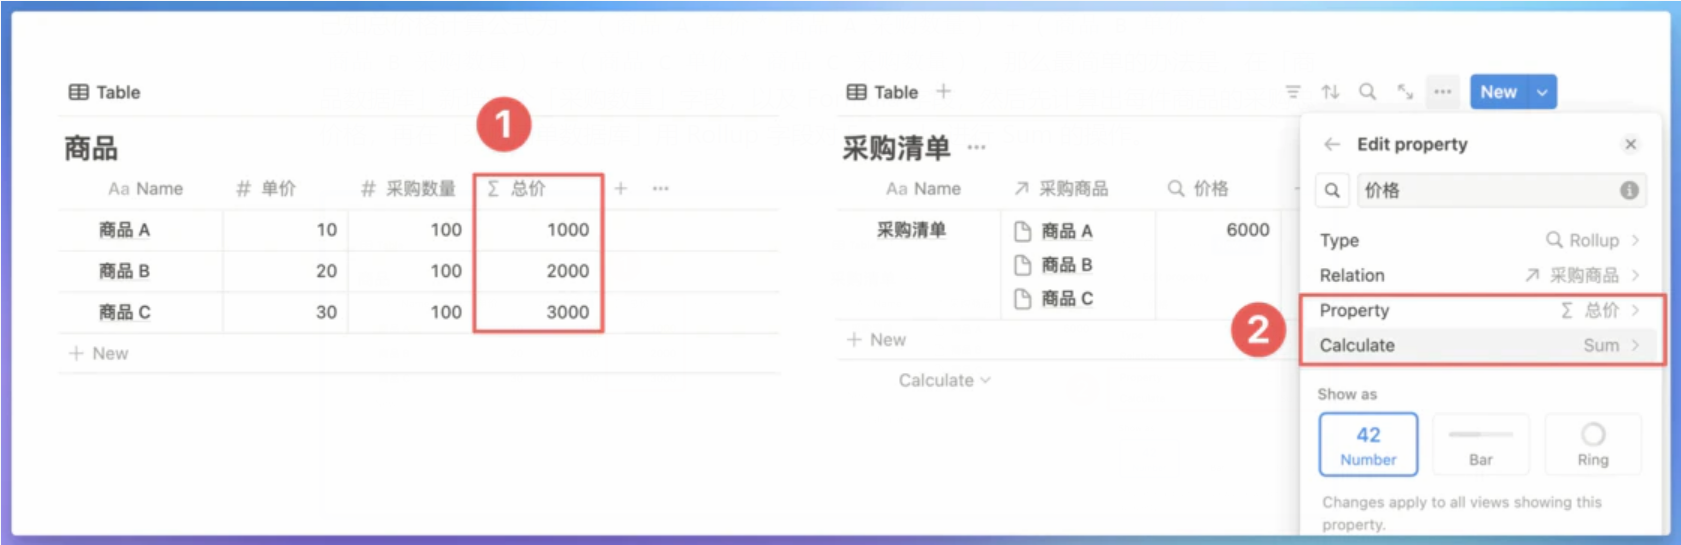 Table
商品
1
Aa Name # 单价 # 采购数量 Σ 总价 + ...
商品 A 10 100 1000
商品 B 20 100 2000
商品 C 30 100 3000
+ New
Table +
New
采购清单 ...
Aa Name ↗ 采购商品 价格
采购清单 商品 A 6000
商品 B
商品 C
+ New
Calculate
← Edit property ×
价格
Type Rollup >
Relation ↗ 采购商品 >
2
Property Σ 总价 >
Calculate Sum >
Show as
42
Number Bar Ring
Changes apply to all views showing this
property.